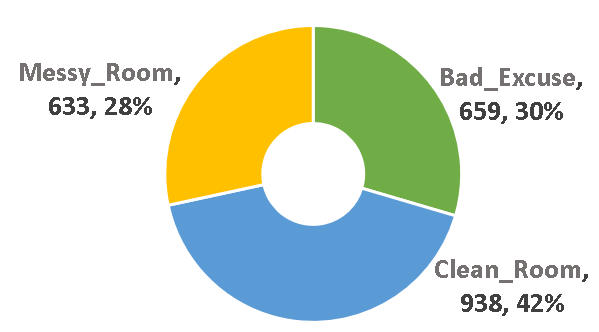 Messy_Room,
633, 28%
Bad_Excuse,
659, 30%
Clean_Room,
938, 42%